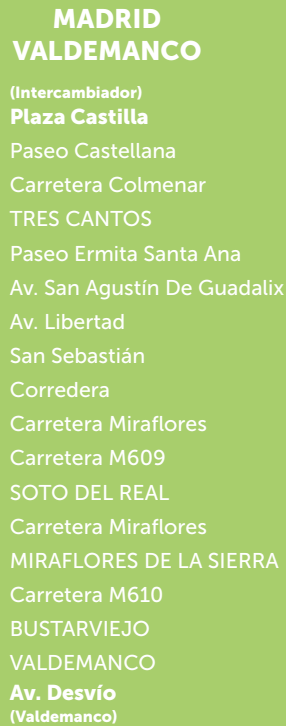 MADRID
VALDEMANCO
(Intercambiador)
Plaza Castilla
Paseo Castellana
Carretera Colmenar
TRES CANTOS
Paseo Ermita Santa Ana
Av. San Agustín De Guadalix
Av. Libertad
San Sebastián
Corredera
Carretera Miraflores
Carretera M609
SOTO DEL REAL
Carretera Miraflores
MIRAFLORES DE LA SIERRA
Carretera M610
BUSTARVIEJO
VALDEMANCO
Av. Desvío
(Valdemanco)